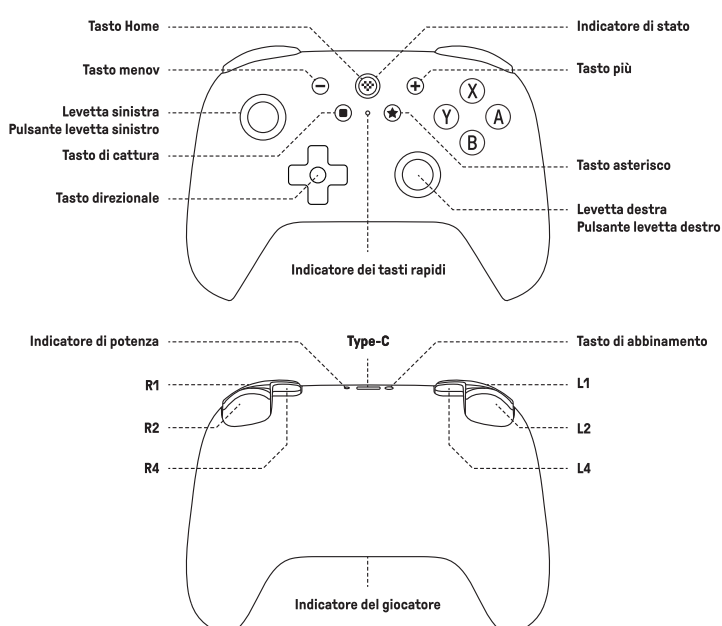 Tasto Home
Indicatore di stato
Tasto menov
Tasto più
Levetta sinistra
Pulsante levetta sinistro
X
Y
A
B
Tasto di cattura
Tasto asterisco
Tasto direzionale
Levetta destra
Pulsante levetta destro
Indicatore dei tasti rapidi
Indicatore di potenza
Type-C
Tasto di abbinamento
R1
L1
R2
L2
R4
L4
Indicatore del giocatore